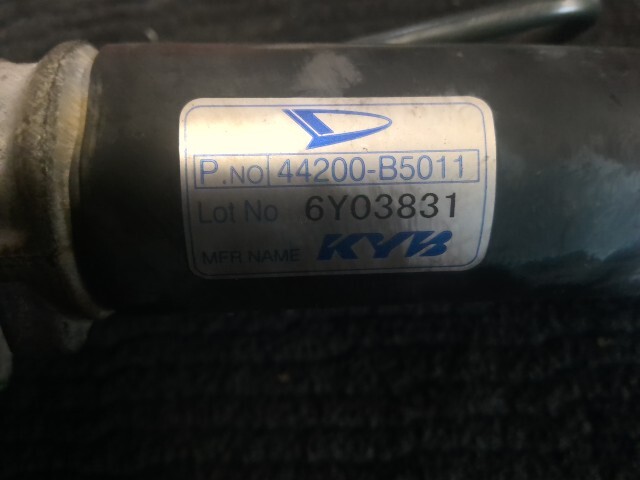 P.NO 44200-B5011
Lot No 6Y03831
MFR NAME KYB